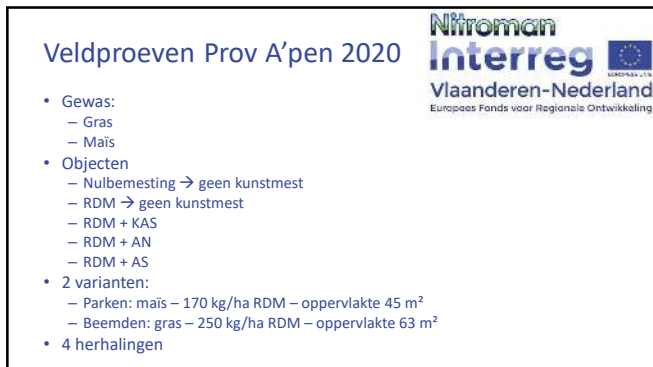 Veldproeven Prov A'pen 2020
Nitroman
Interreg
EUROPESE UNIE
Vlaanderen-Nederland
Europees Fonds voor Regionale Ontwikkeling
• Gewas:
– Gras
– Maïs
• Objecten
– Nulbemesting → geen kunstmest
– RDM → geen kunstmest
– RDM + KAS
– RDM + AN
– RDM + AS
• 2 varianten:
– Parken: maïs – 170 kg/ha RDM – oppervlakte 45 m²
– Beemden: gras – 250 kg/ha RDM – oppervlakte 63 m²
• 4 herhalingen